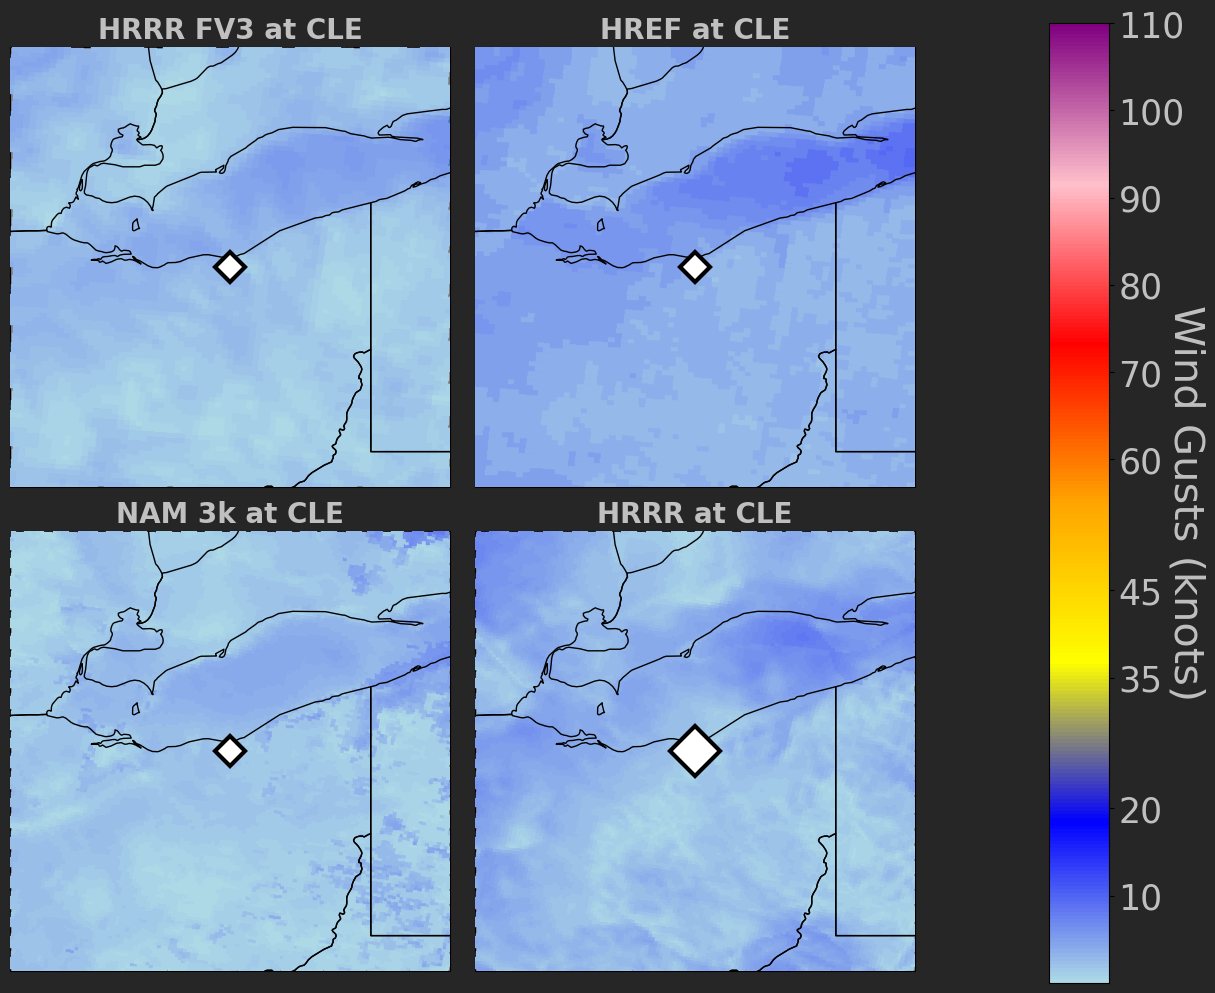 HRRR FV3 at CLE
HREF at CLE
NAM 3k at CLE
HRRR at CLE
110
100
90
80
70
60
45
35
20
10
Wind Gusts (knots)